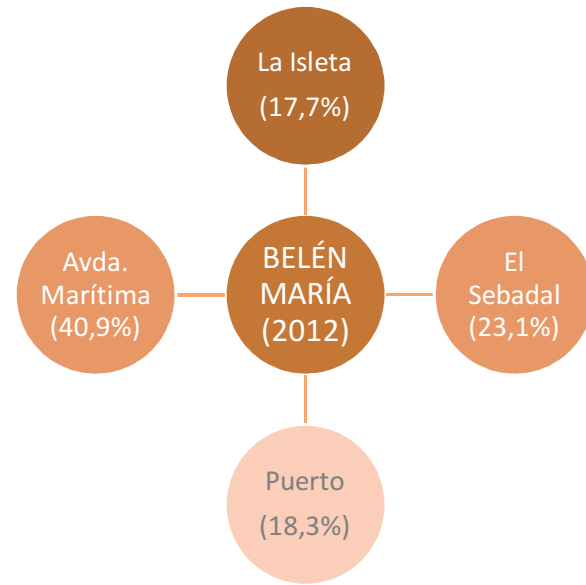 La Isleta
(17,7%)
Avda.
Marítima
(40,9%)
BELÉN
MARÍA
(2012)
El
Sebadal
(23,1%)
Puerto
(18,3%)